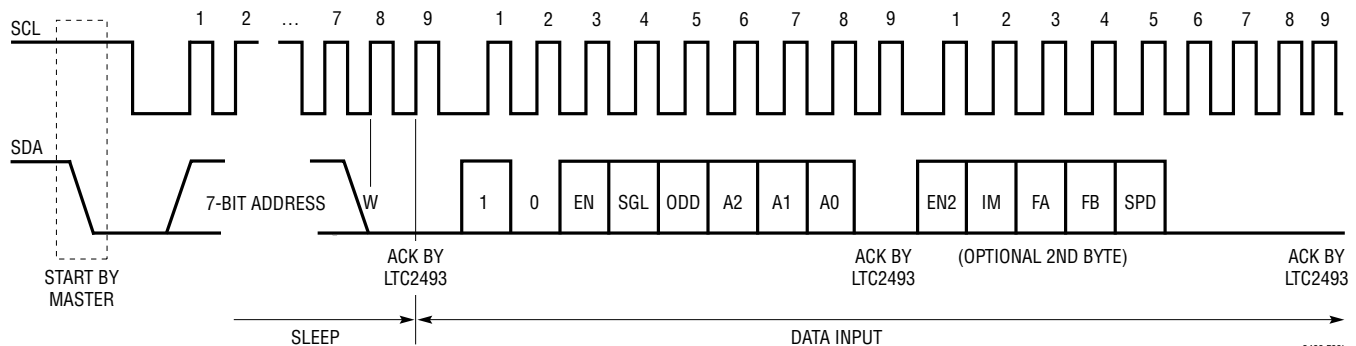 1 2 … 7 8 9 1 2 3 4 5 6 7 8 9 1 2 3 4 5 6 7 8 9
SCL
SDA
7-BIT ADDRESS W 1 0 EN SGL ODD A2 A1 A0 EN2 IM FA FB SPD
START BY
MASTER
ACK BY
LTC2493
ACK BY
LTC2493
(OPTIONAL 2ND BYTE)
ACK BY
LTC2493
SLEEP
DATA INPUT